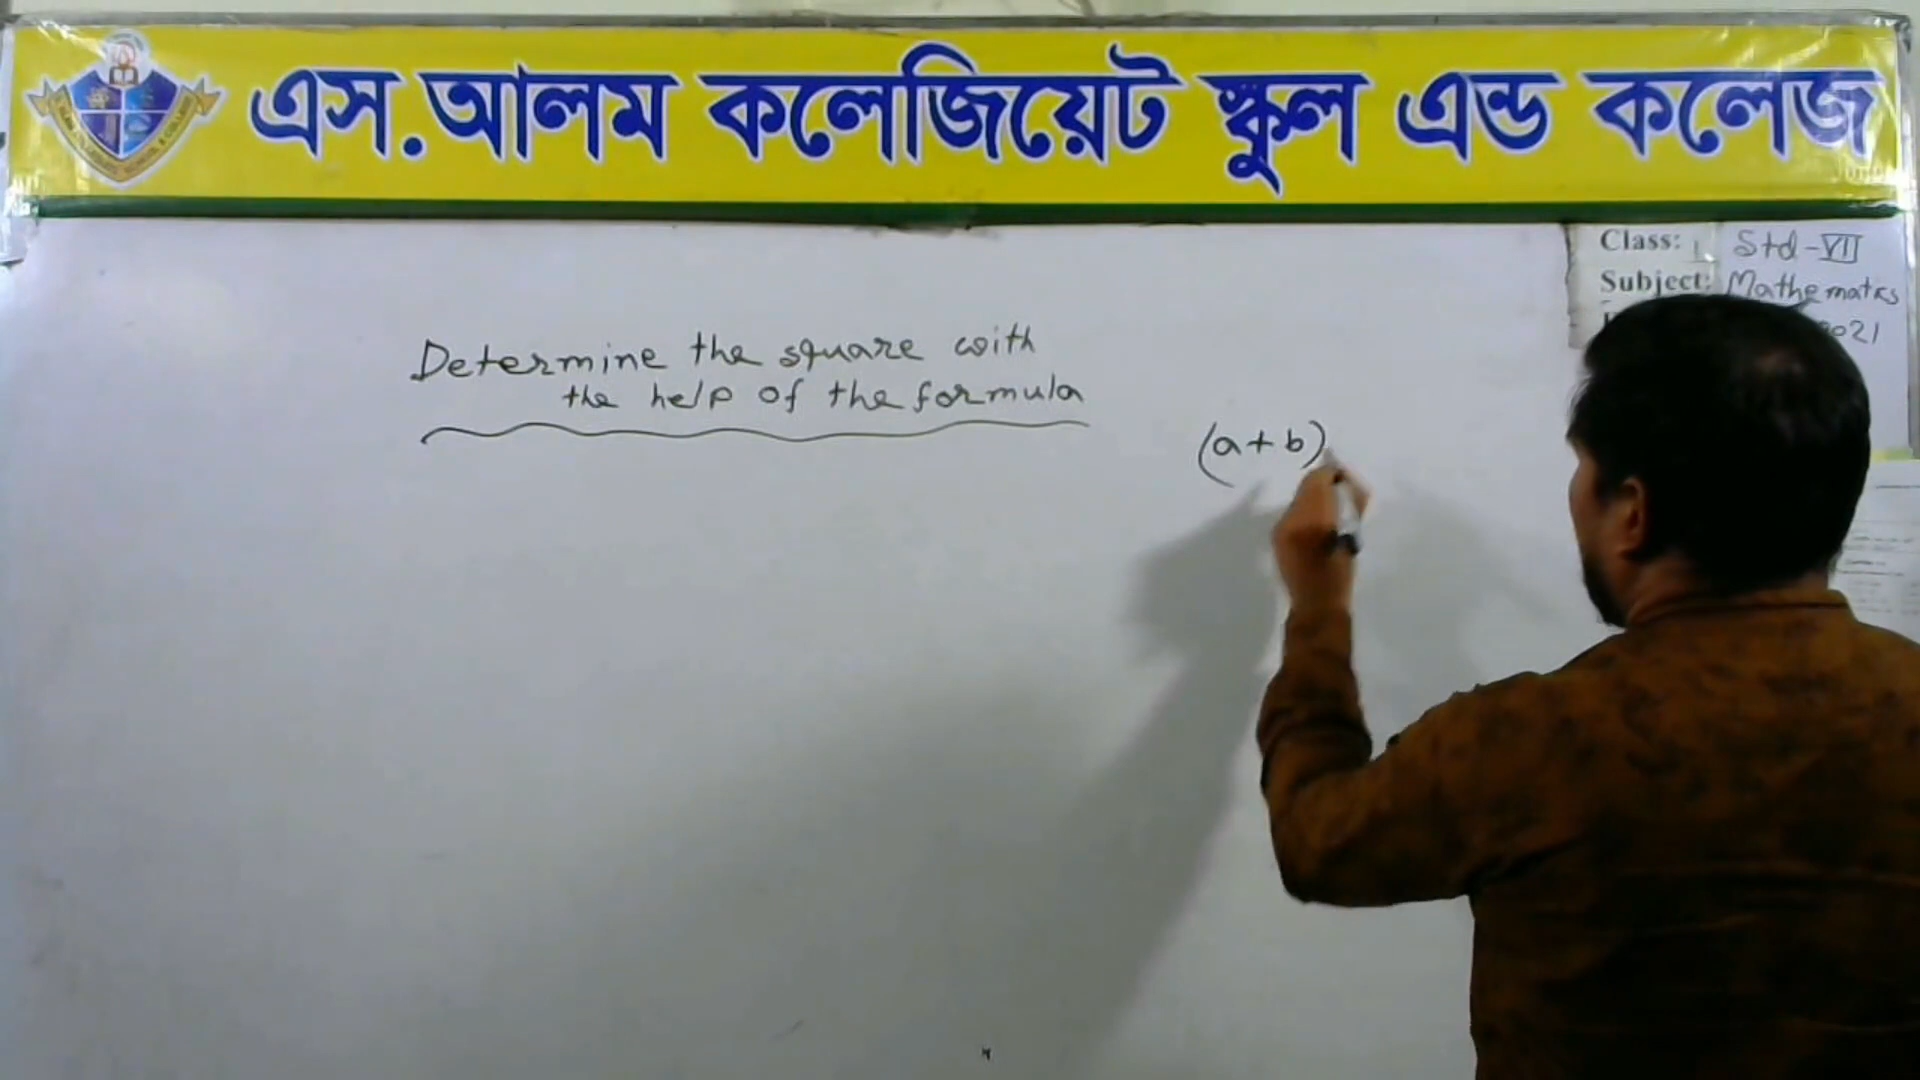 এস.আলম কলেজিয়েট স্কুল এন্ড কলেজ
Class: Std-VII
Subject: Mathematics
2021
Determine the square with
the help of the formula
(a+b)